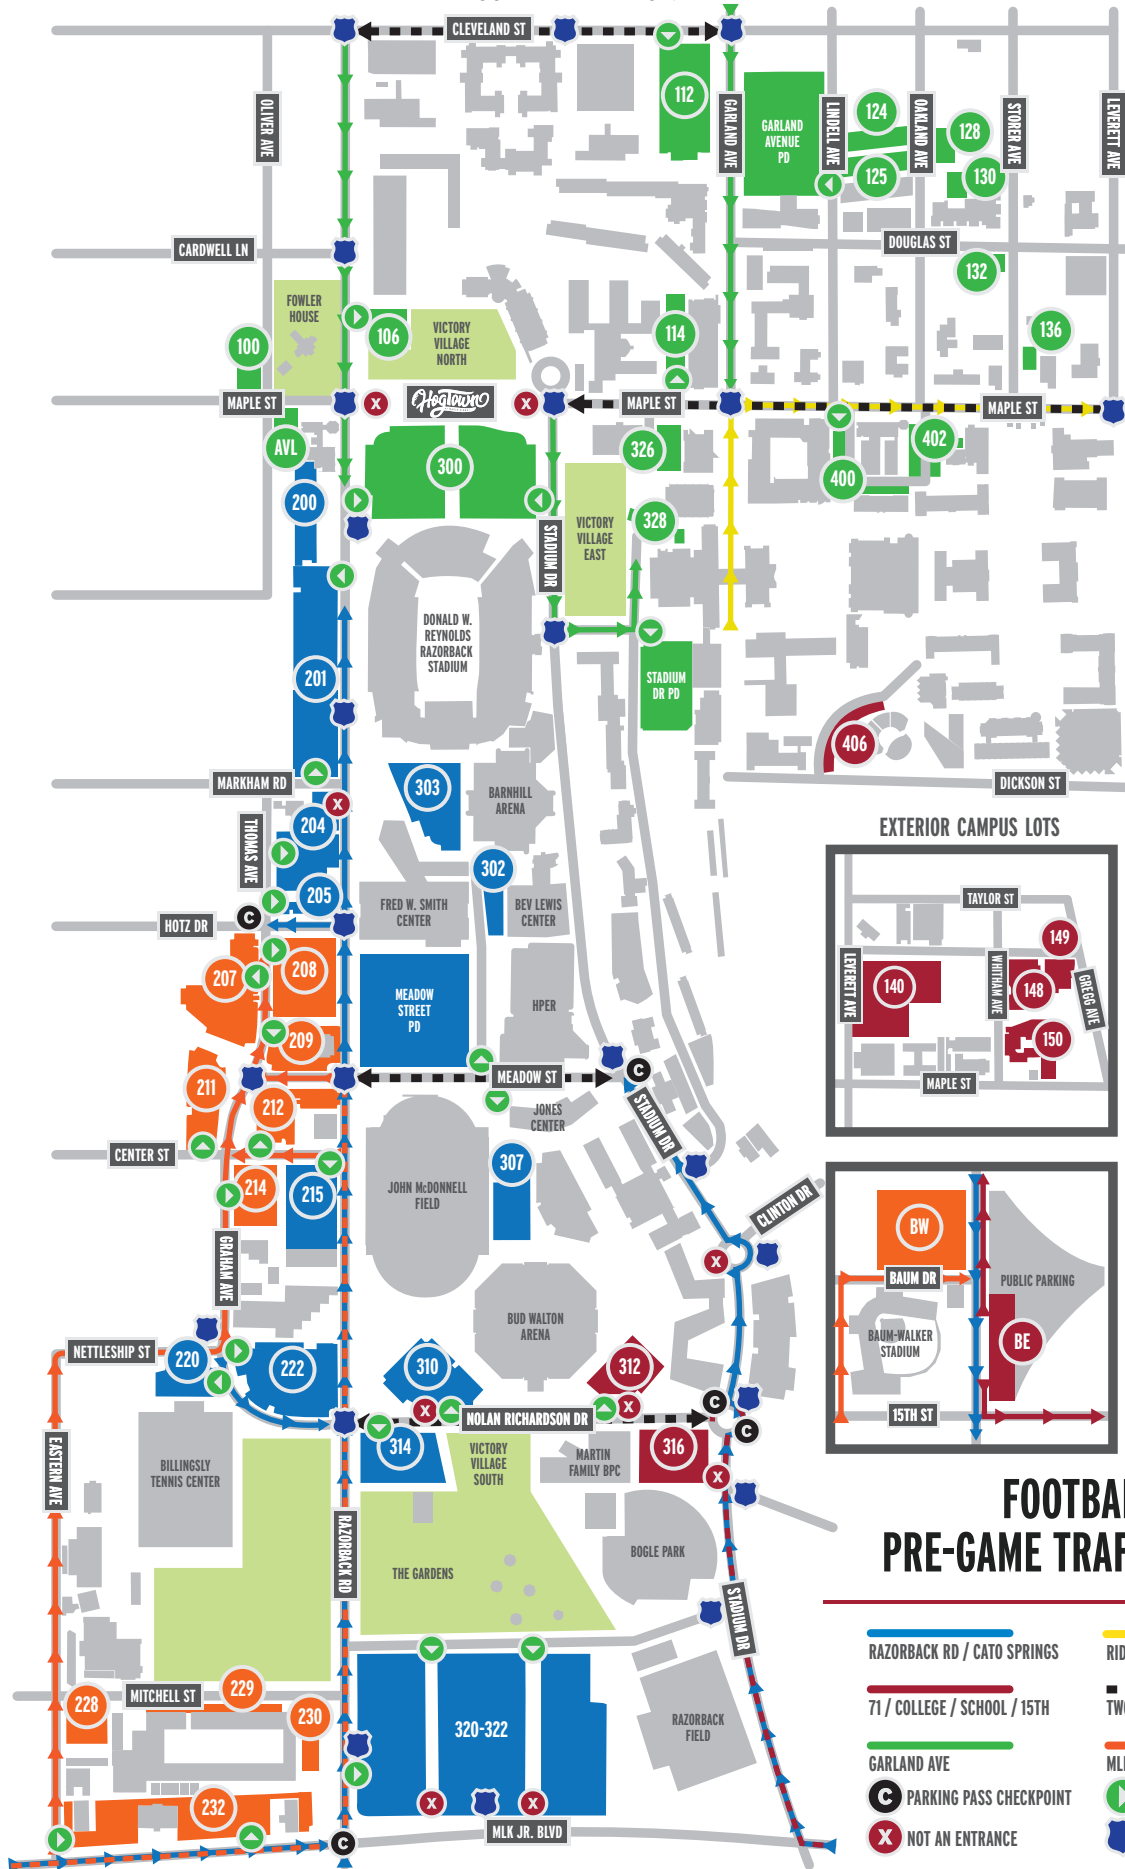 CLEVELAND ST
112
OLIVER AVE
GARLAND AVE
GARLAND
AVENUE
PD
LINDELL AVE
124
OAKLAND AVE
128
STORER AVE
LEVERETT AVE
125
130
CARDWELL LN
DOUGLAS ST
132
FOWLER
HOUSE
106
VICTORY
VILLAGE
NORTH
114
136
100
MAPLE ST
X
Hogtown
X
MAPLE ST
MAPLE ST
AVL
300
326
402
400
200
STADIUM DR
VICTORY
VILLAGE
EAST
328
DONALD W.
REYNOLDS
RAZORBACK
STADIUM
201
STADIUM
DR PD
406
MARKHAM RD
DICKSON ST
303
BARNHILL
ARENA
X
204
THOMAS AVE
302
205
FRED W. SMITH
CENTER
BEV LEWIS
CENTER
C
HOTZ DR
207
208
MEADOW
STREET
PD
HPER
209
211
212
MEADOW ST
C
JONES
CENTER
STADIUM DR
CENTER ST
214
215
JOHN McDONNELL
FIELD
307
CLINTON DR
X
GRAHAM AVE
BUD WALTON
ARENA
NETTLESHIP ST
220
222
310
312
X
NOLAN RICHARDSON DR
X
C
C
314
VICTORY
VILLAGE
SOUTH
MARTIN
FAMILY BPC
316
X
EASTERN AVE
BILLINGSLY
TENNIS CENTER
RAZORBACK RD
THE GARDENS
BOGLE PARK
STADIUM DR
MITCHELL ST
228
229
230
320-322
RAZORBACK
FIELD
232
X
X
C
MLK JR. BLVD
EXTERIOR CAMPUS LOTS
TAYLOR ST
LEVERETT AVE
140
WHITHAM AVE
149
148
GREGG AVE
150
MAPLE ST
BW
BAUM DR
PUBLIC PARKING
BAUM-WALKER
STADIUM
BE
15TH ST
FOOTBA
PRE-GAME TRA
RAZORBACK RD / CATO SPRINGS
RID
71 / COLLEGE / SCHOOL / 15TH
TW
GARLAND AVE
ML
C PARKING PASS CHECKPOINT
X NOT AN ENTRANCE